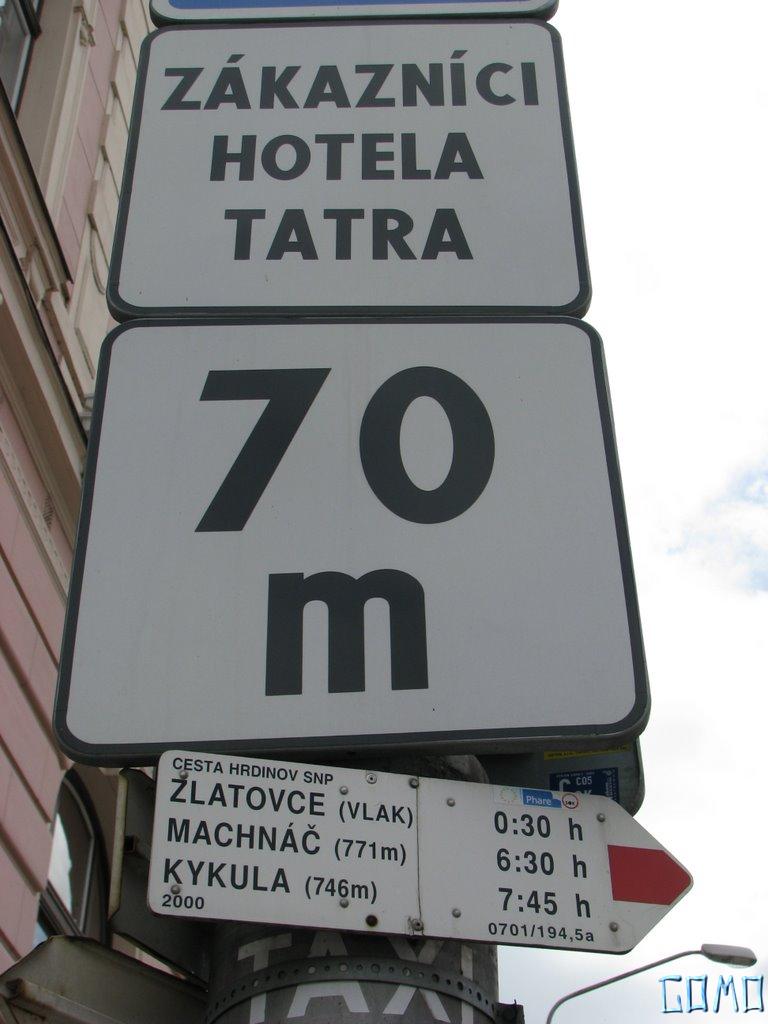 ZÁKAZNÍCI
HOTELA
TATRA
70
m
CESTA HRDINOV SNP
ZLATOVCE (VLAK) 0:30 h
MACHNÁČ (771m) 6:30 h
KYKULA (746m) 7:45 h
2000
0701/194,5a
Phare
C05
TAXI
GOMO